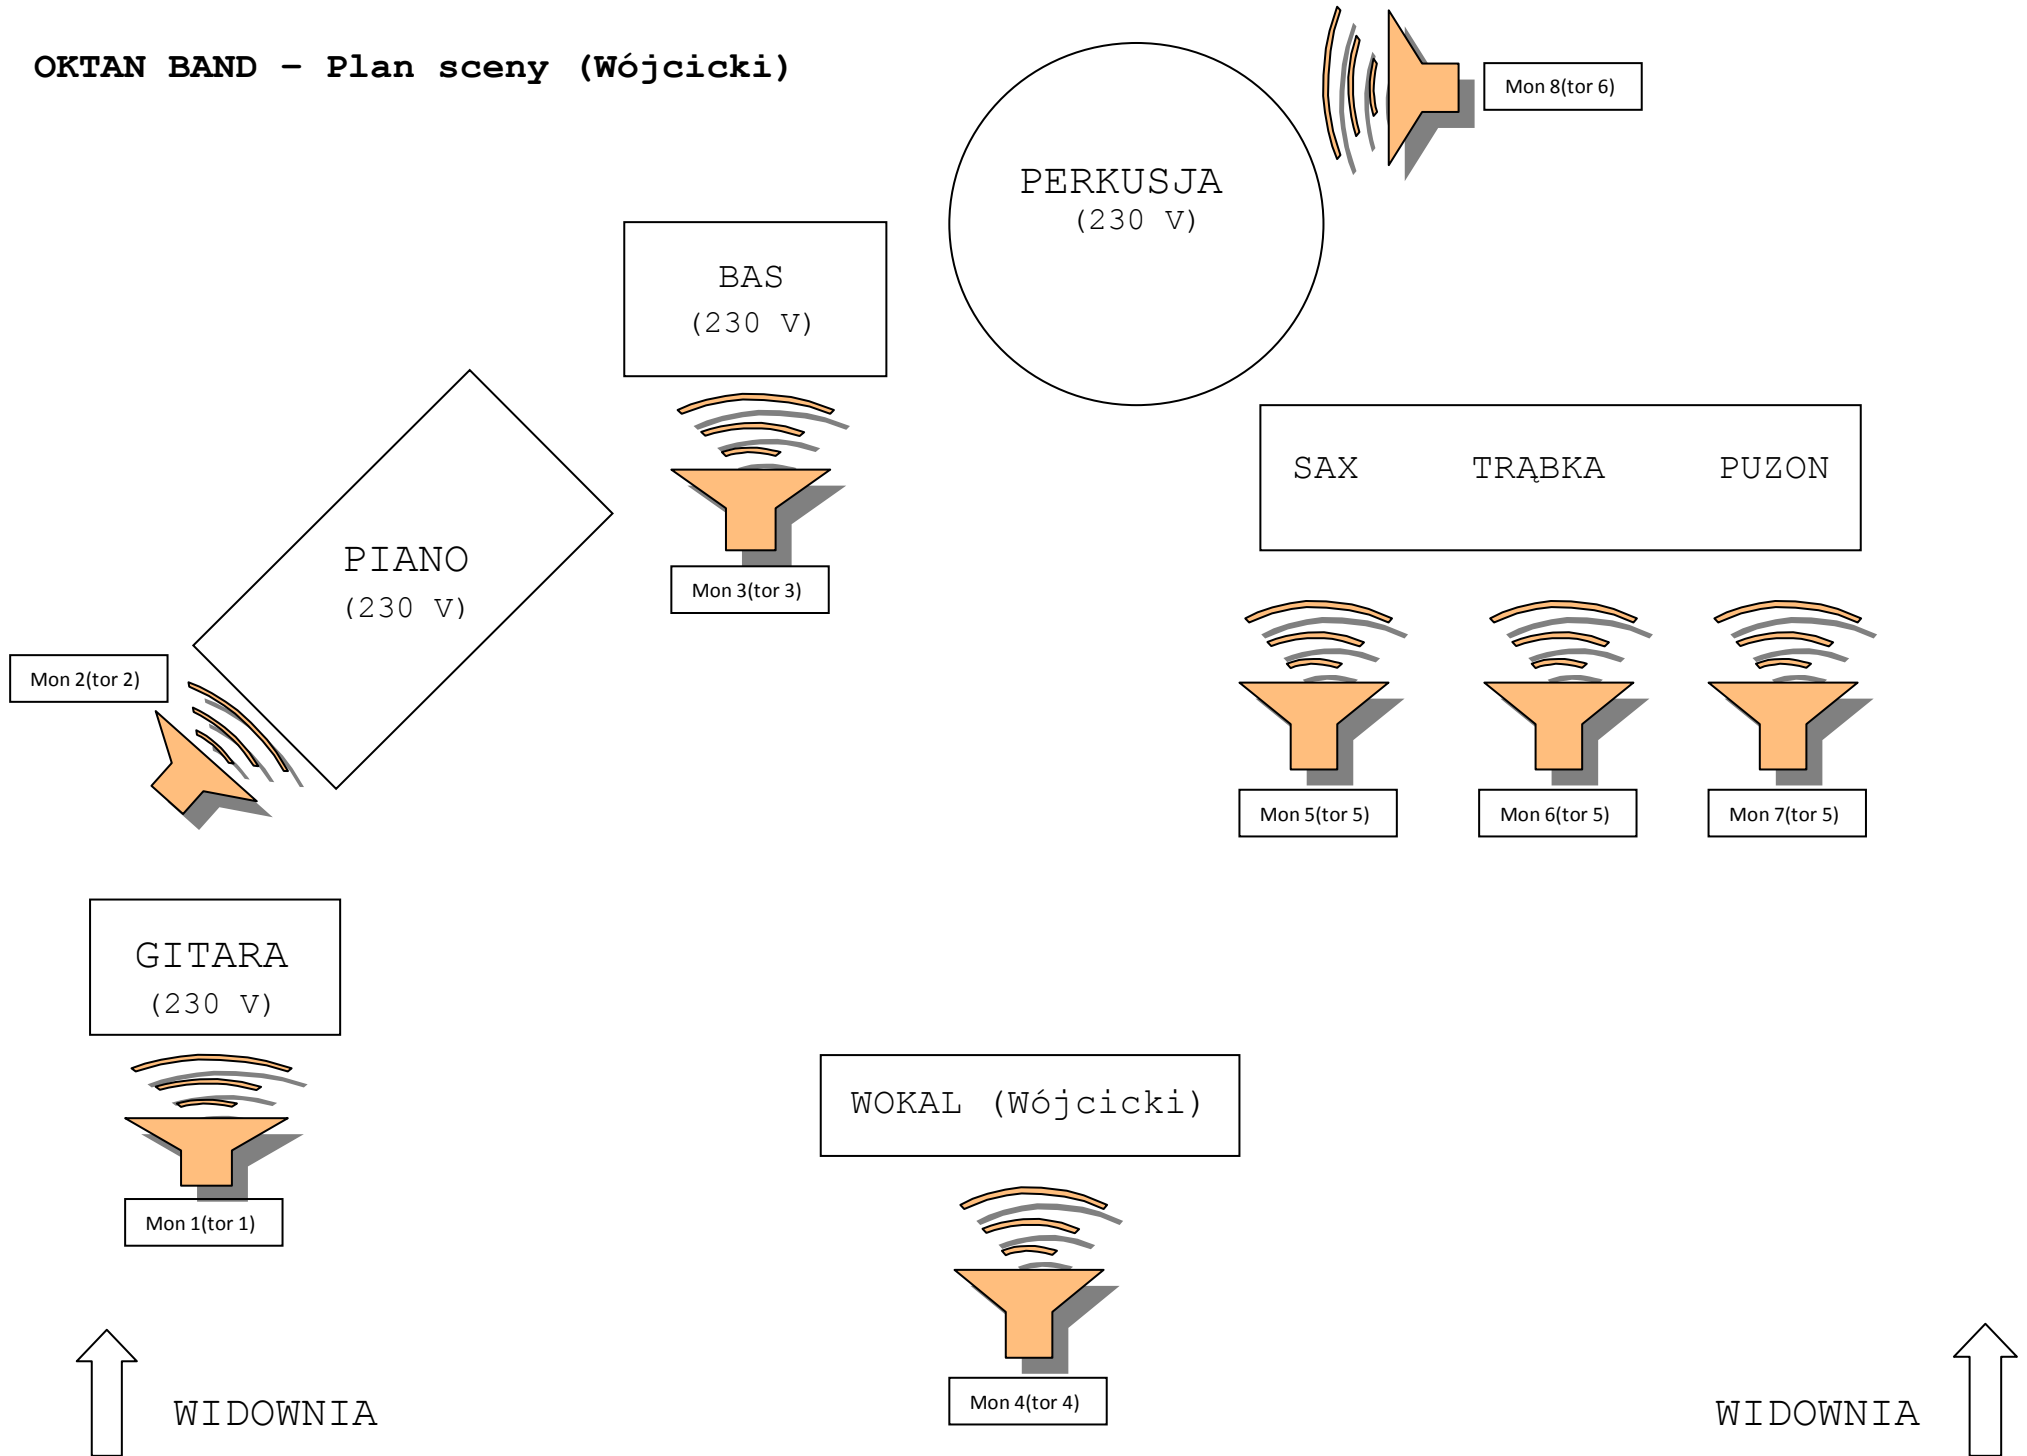 OKTAN BAND – Plan sceny (Wójcicki)
Mon 8(tor 6)
PERKUSJA
(230 V)
BAS
(230 V)
SAX TRĄBKA PUZON
PIANO
(230 V)
Mon 3(tor 3)
Mon 2(tor 2)
Mon 5(tor 5)
Mon 6(tor 5)
Mon 7(tor 5)
GITARA
(230 V)
WOKAL (Wójcicki)
Mon 1(tor 1)
Mon 4(tor 4)
WIDOWNIA
WIDOWNIA